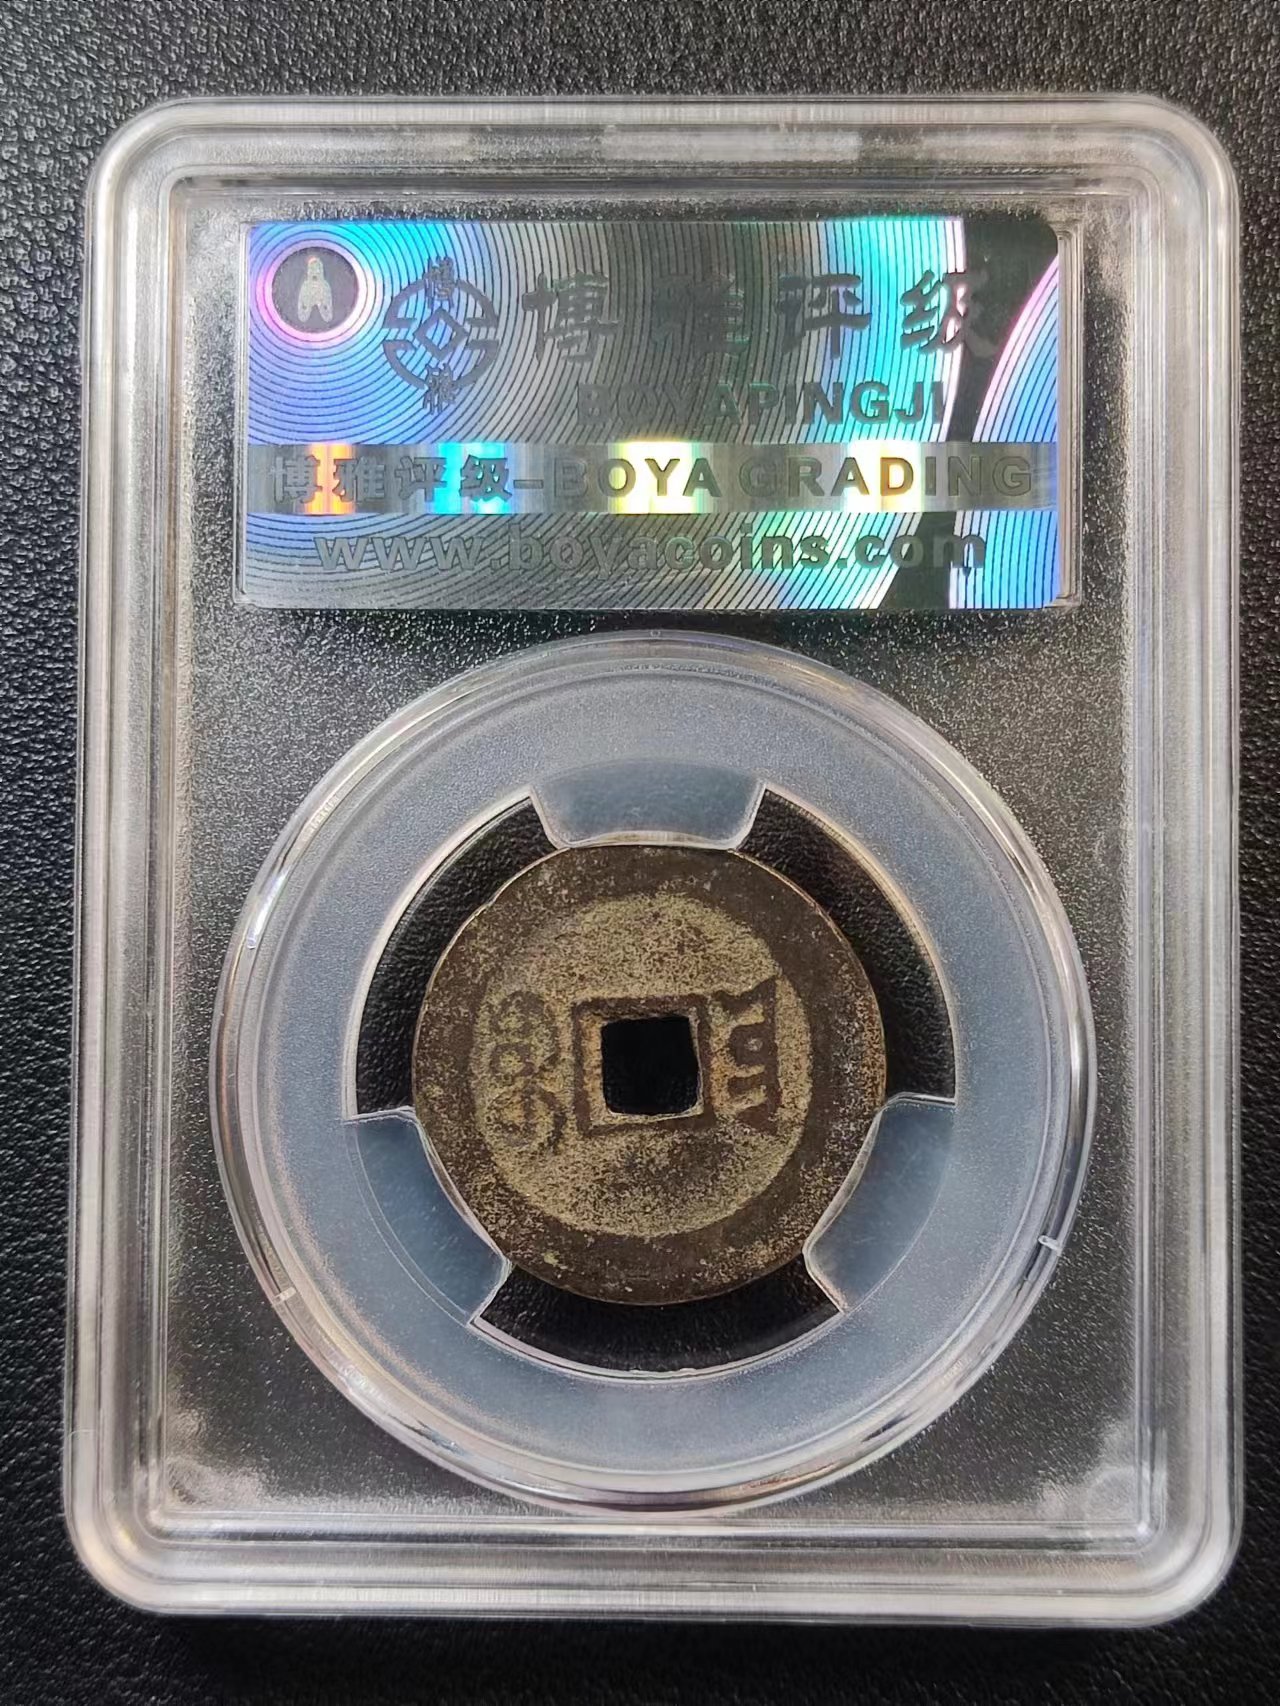 博雅评级
BOYAPINGJI
博雅评级-BOYA GRADING
www.boyacoins.com